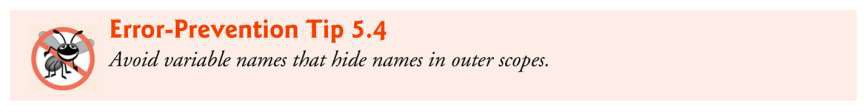 Error-Prevention Tip 5.4
Avoid variable names that hide names in outer scopes.